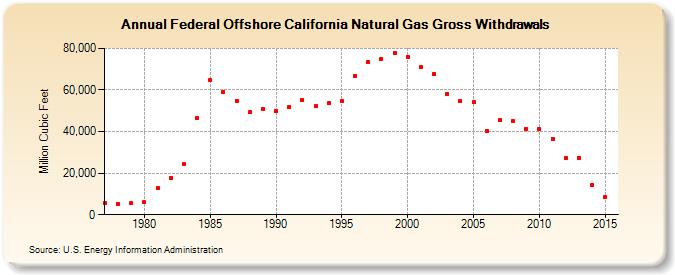 Annual Federal Offshore California Natural Gas Gross Withdrawals
Million Cubic Feet
80,000
60,000
40,000
20,000
0
1980 1985 1990 1995 2000 2005 2010 2015
Source: U.S. Energy Information Administration